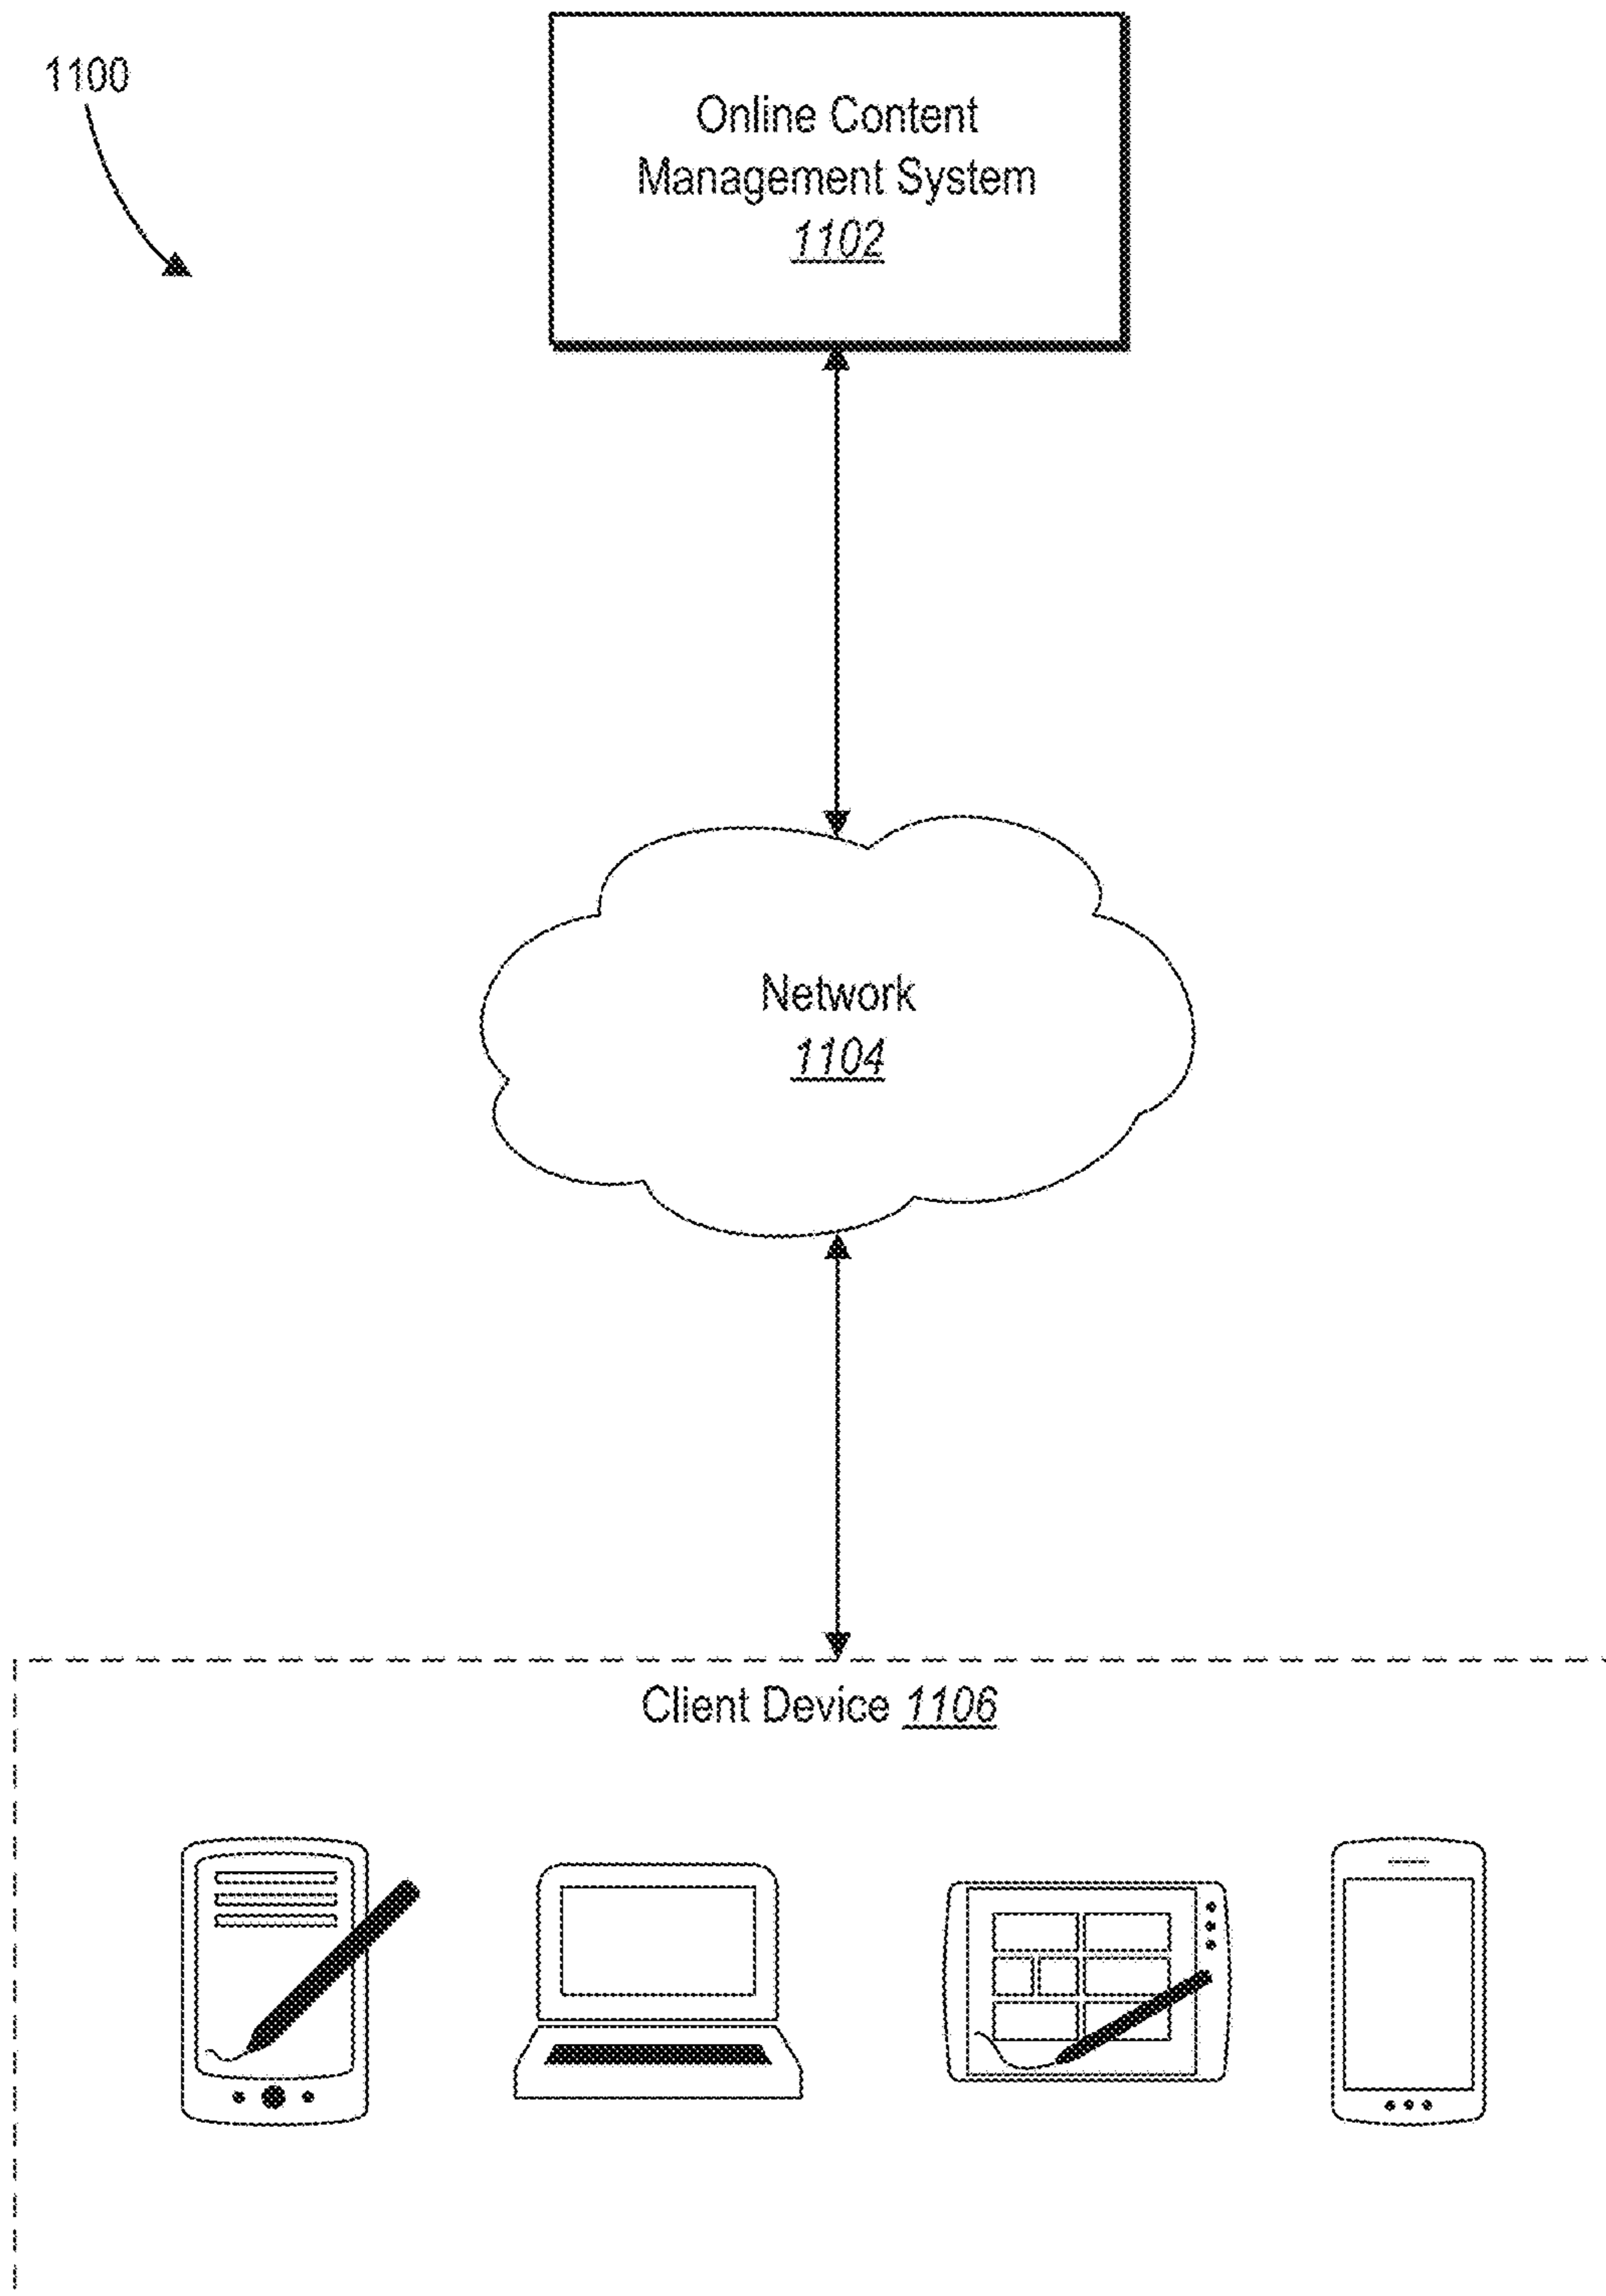 1100
Online Content
Management System
1102
Network
1104
Client Device 1106